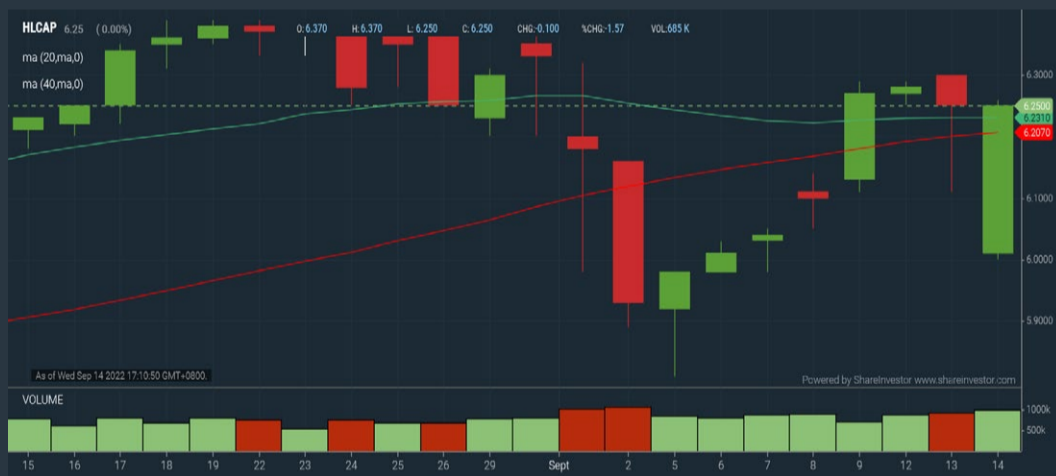 HLCAP 6.25 (0.00%) O: 6.370 H: 6.370 L: 6.250 C: 6.250 CHG:-0.100 %CHG:-1.57 VOL:685 K
ma (20,ma,0)
ma (40,ma,0)
6.3000
6.2500
6.2310
6.2070
6.1000
6.0000
5.9000
As of Wed Sep 14 2022 17:10:50 GMT+0800.
Powered by ShareInvestor www.shareinvestor.com
VOLUME
1000k
500k
15 16 17 18 19 22 23 24 25 26 29 Sept 2 5 6 7 8 9 12 13 14